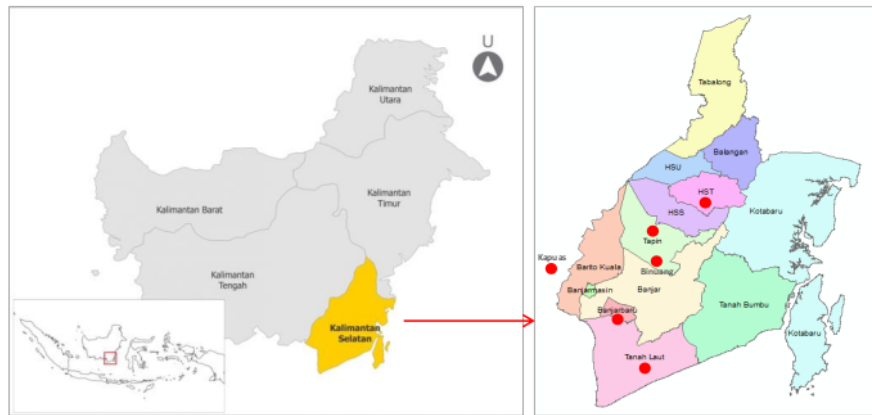 U
Kalimantan
Utara
Kalimantan
Timur
Kalimantan Barat
Kalimantan
Tengah
Kalimantan
Selatan
Tabalong
Balangan
HSU
HST
HSS
Kotabaru
Tapin
Kapuas
Barito Kuala
Binuang
Banjar
Banjarmasin
Banjarbaru
Tanah Bumbu
Kotabaru
Tanah Laut